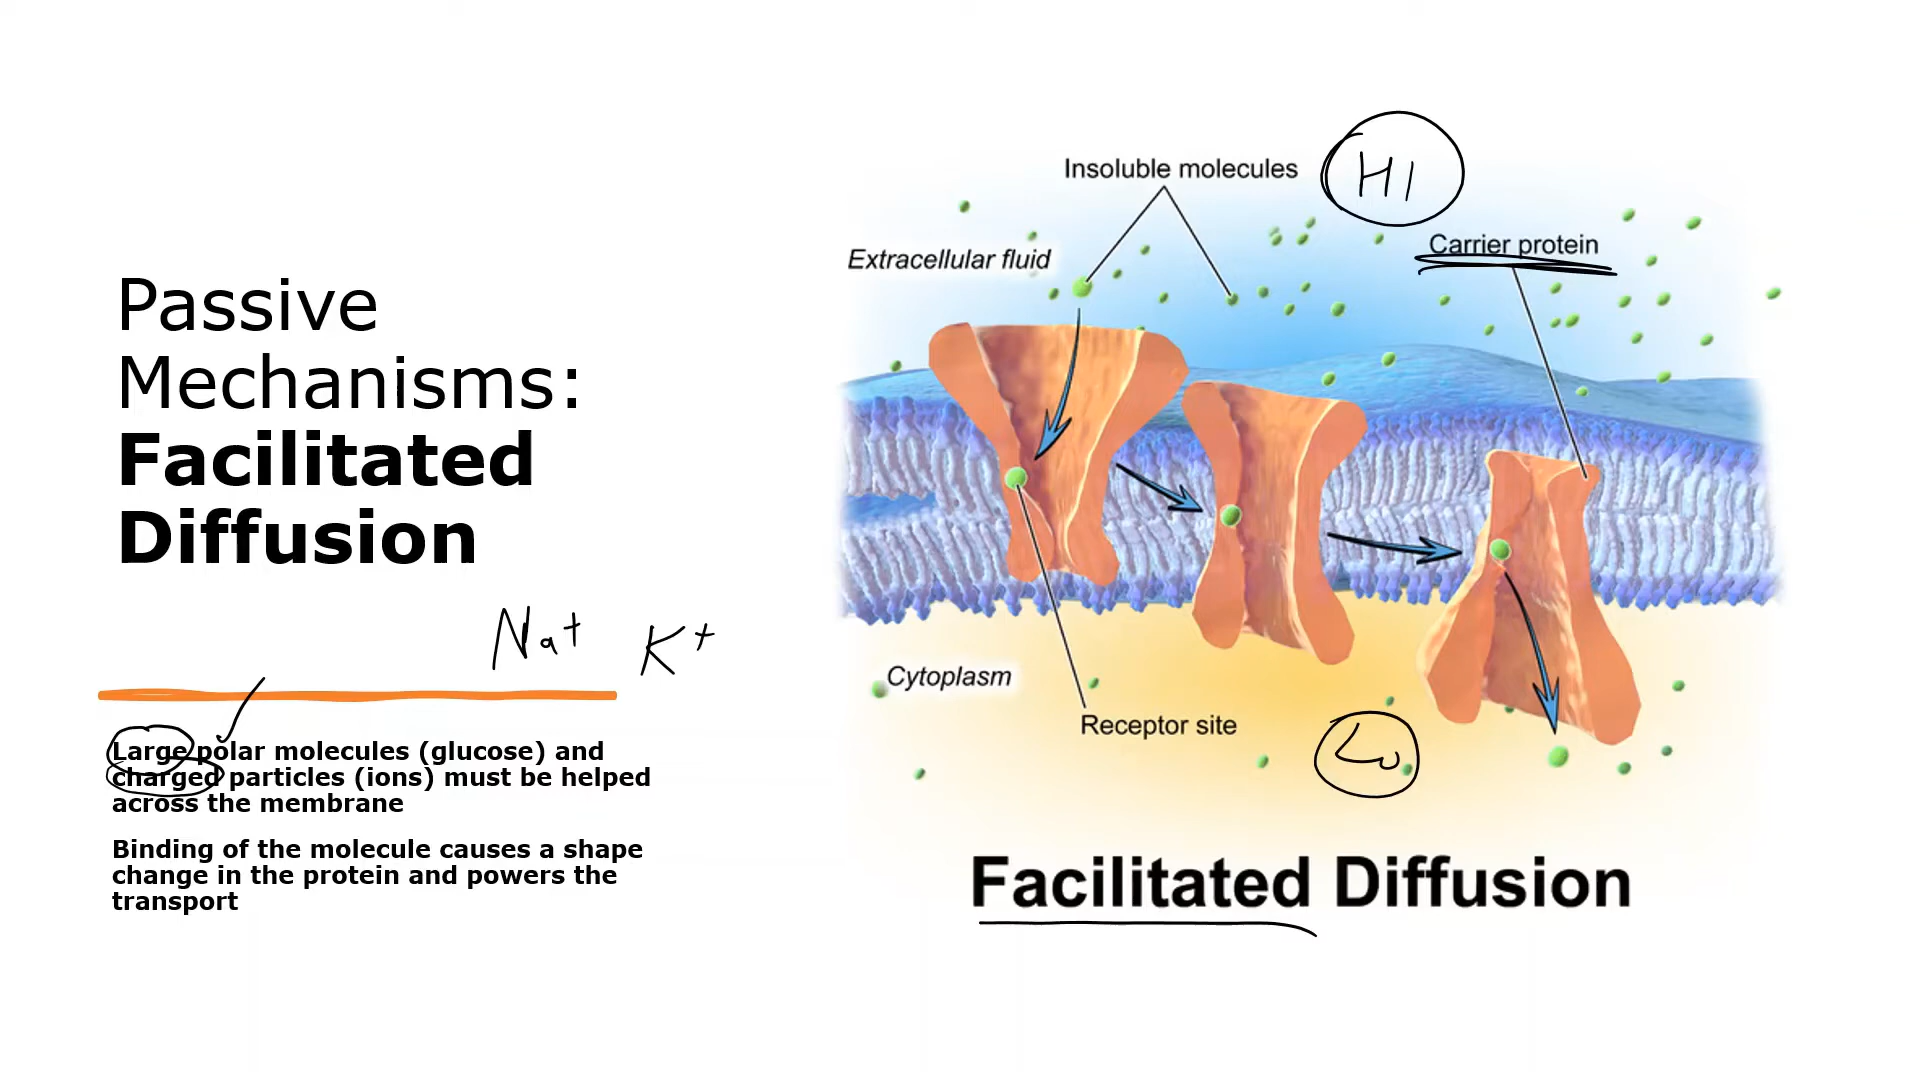 Passive
Mechanisms:
Facilitated
Diffusion
Na+ K+
Large polar molecules (glucose) and
charged particles (ions) must be helped
across the membrane
Binding of the molecule causes a shape
change in the protein and powers the
transport
HI
Insoluble molecules
Carrier protein
Extracellular fluid
Cytoplasm
Receptor site
Lo
Facilitated Diffusion